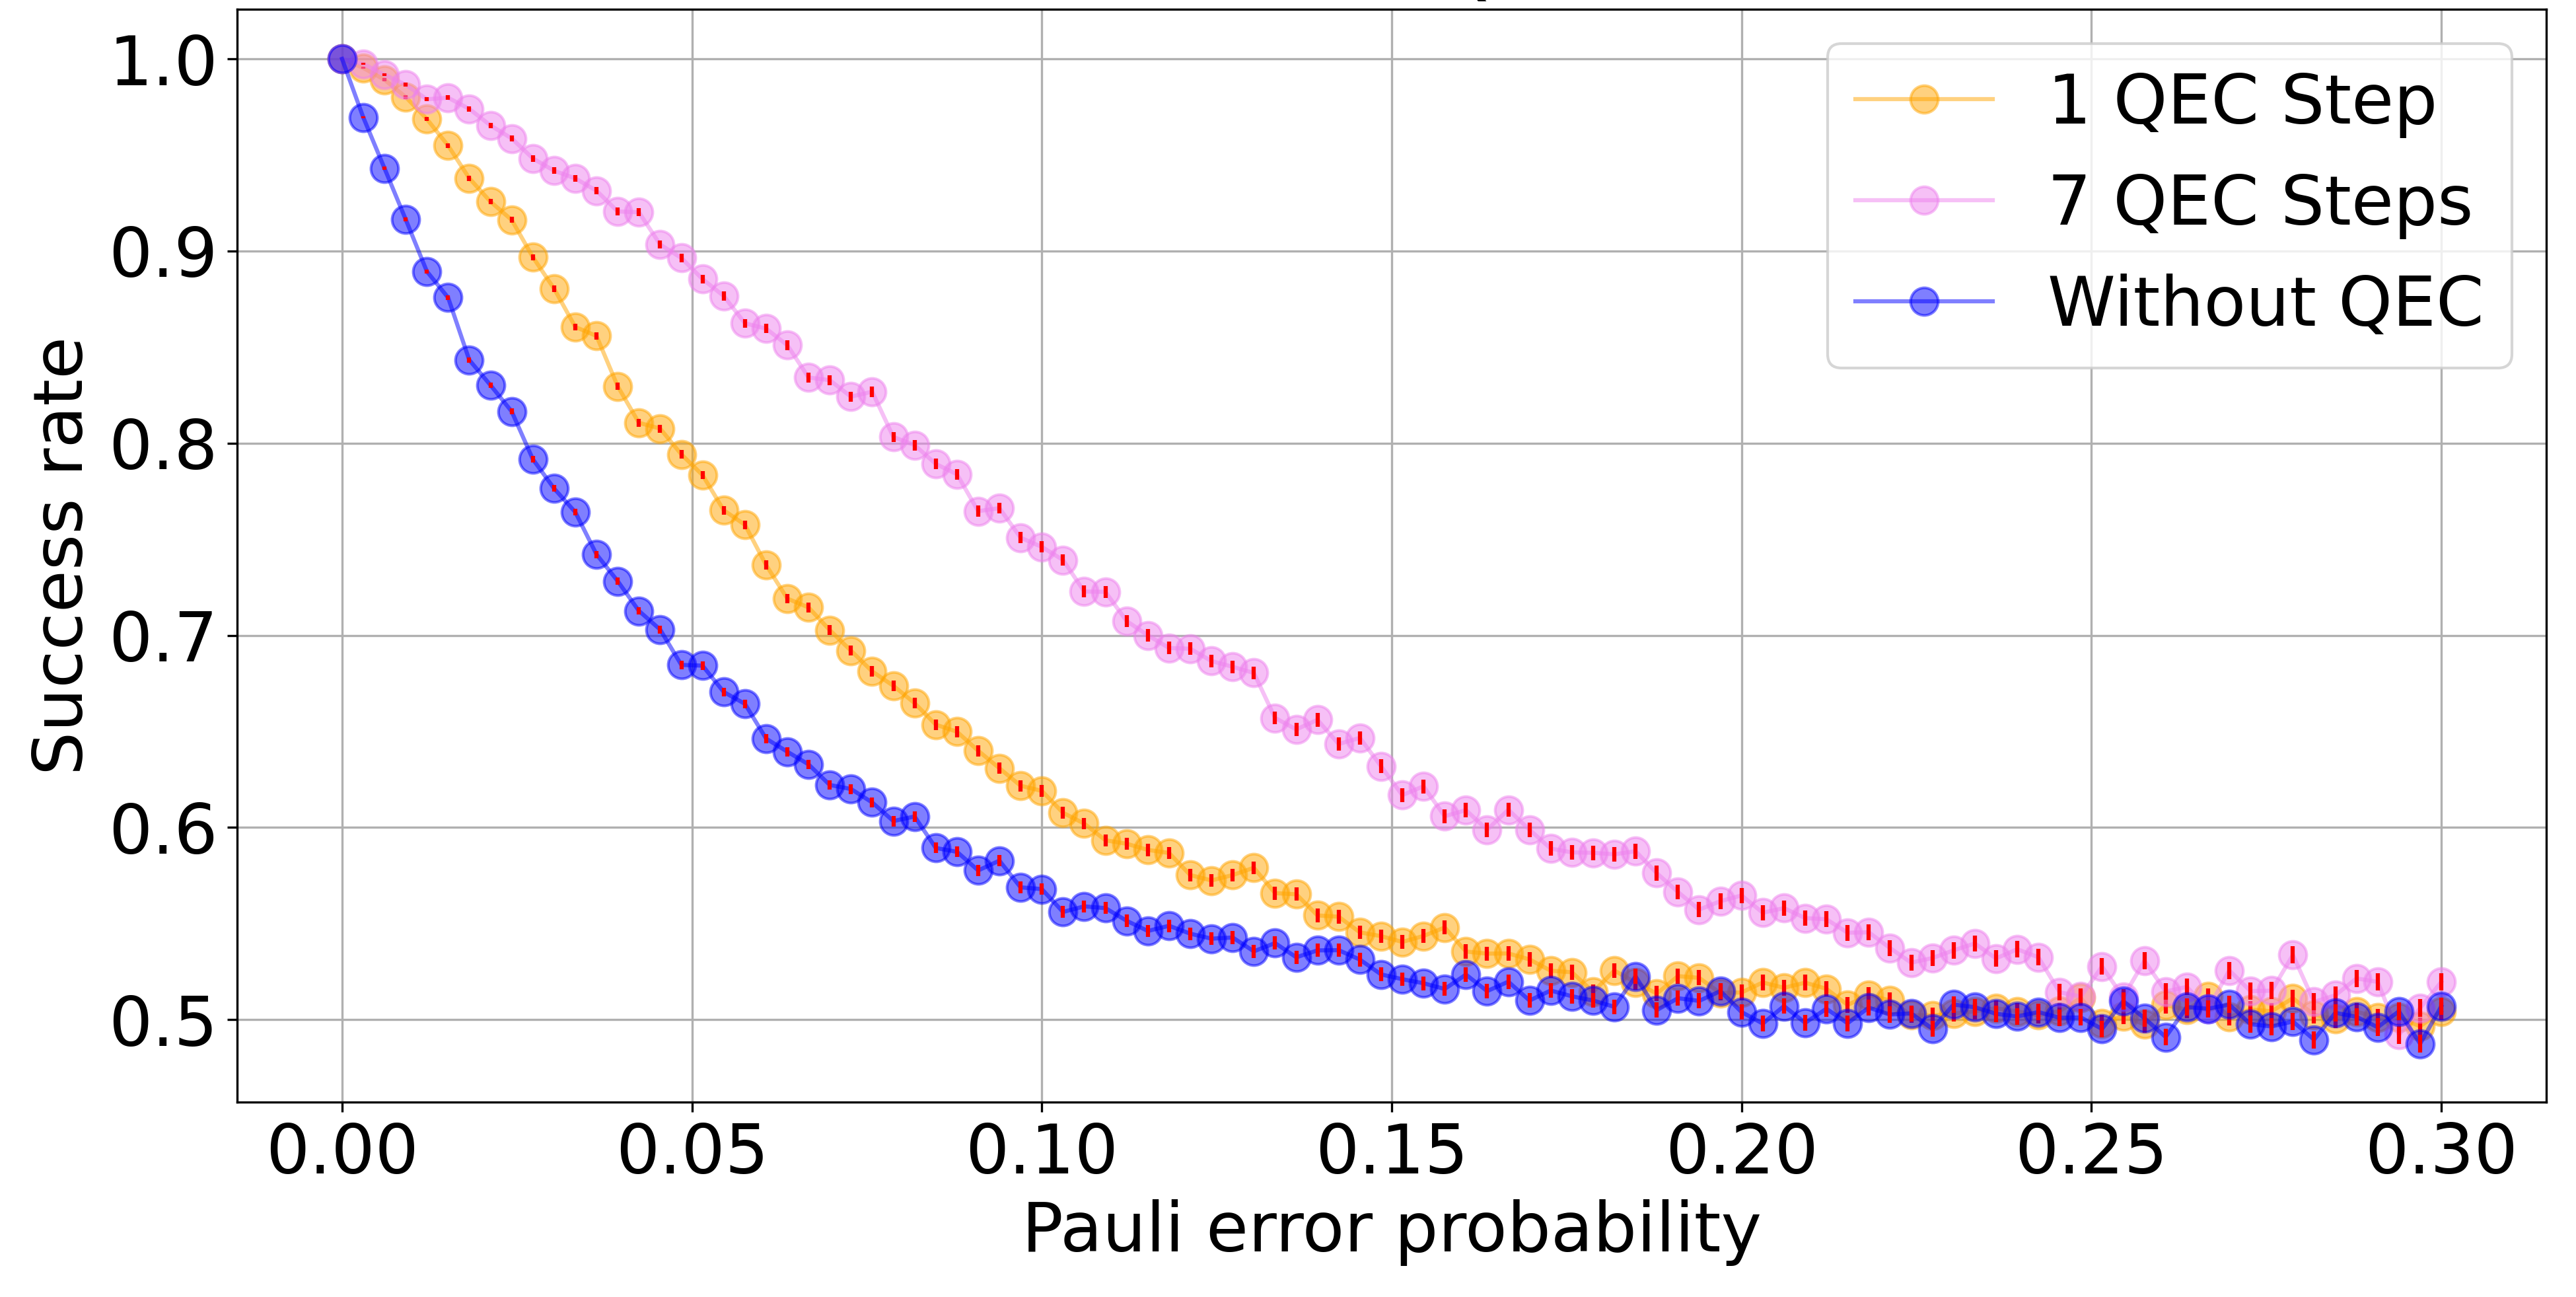 1.0
0.9
0.8
0.7
0.6
0.5
Success rate
0.00 0.05 0.10 0.15 0.20 0.25 0.30
Pauli error probability
1 QEC Step
7 QEC Steps
Without QEC